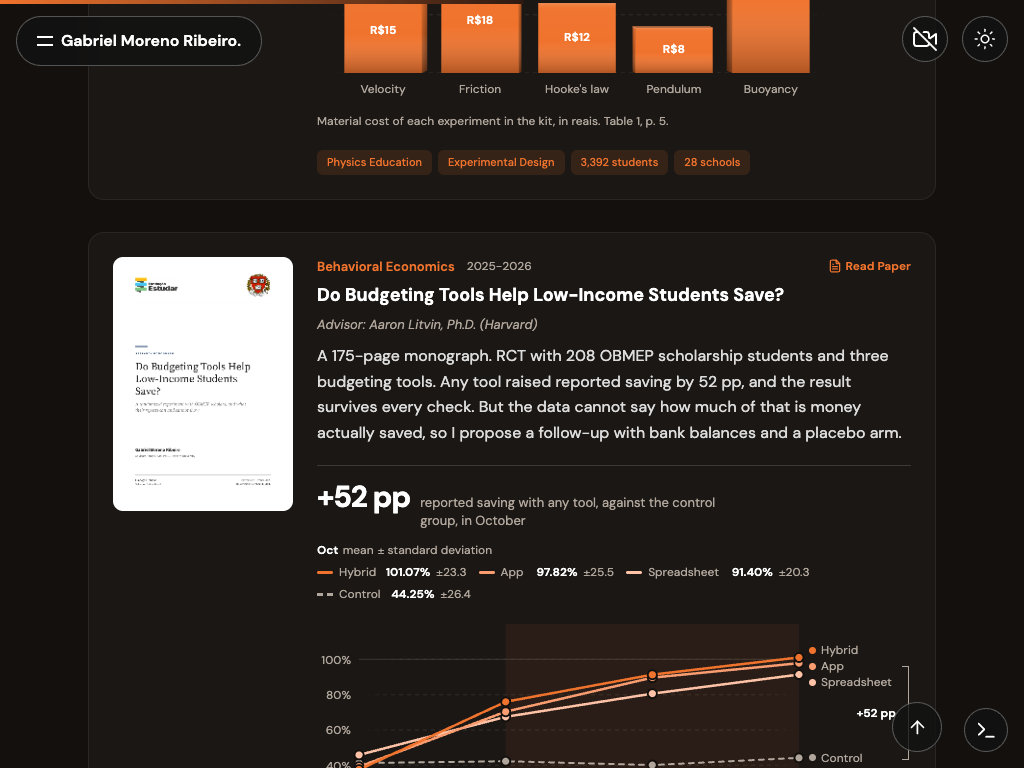 Gabriel Moreno Ribeiro.
R$15
R$18
R$12
R$8
Velocity
Friction
Hooke's law
Pendulum
Buoyancy
Material cost of each experiment in the kit, in reais. Table 1, p. 5.
Physics Education
Experimental Design
3,392 students
28 schools
Estudar
Do Budgeting Tools Help
Low-Income Students
Save?
Gabriel Moreno Ribeiro
Behavioral Economics 2025-2026
Read Paper
Do Budgeting Tools Help Low-Income Students Save?
Advisor: Aaron Litvin, Ph.D. (Harvard)
A 175-page monograph. RCT with 208 OBMEP scholarship students and three
budgeting tools. Any tool raised reported saving by 52 pp, and the result
survives every check. But the data cannot say how much of that is money
actually saved, so I propose a follow-up with bank balances and a placebo arm.
+52 pp
reported saving with any tool, against the control
group, in October
Oct mean ± standard deviation
Hybrid 101.07% ±23.3 App 97.82% ±25.5 Spreadsheet 91.40% ±20.3
Control 44.25% ±26.4
100%
80%
60%
40%
Hybrid
App
Spreadsheet
+52 pp
Control